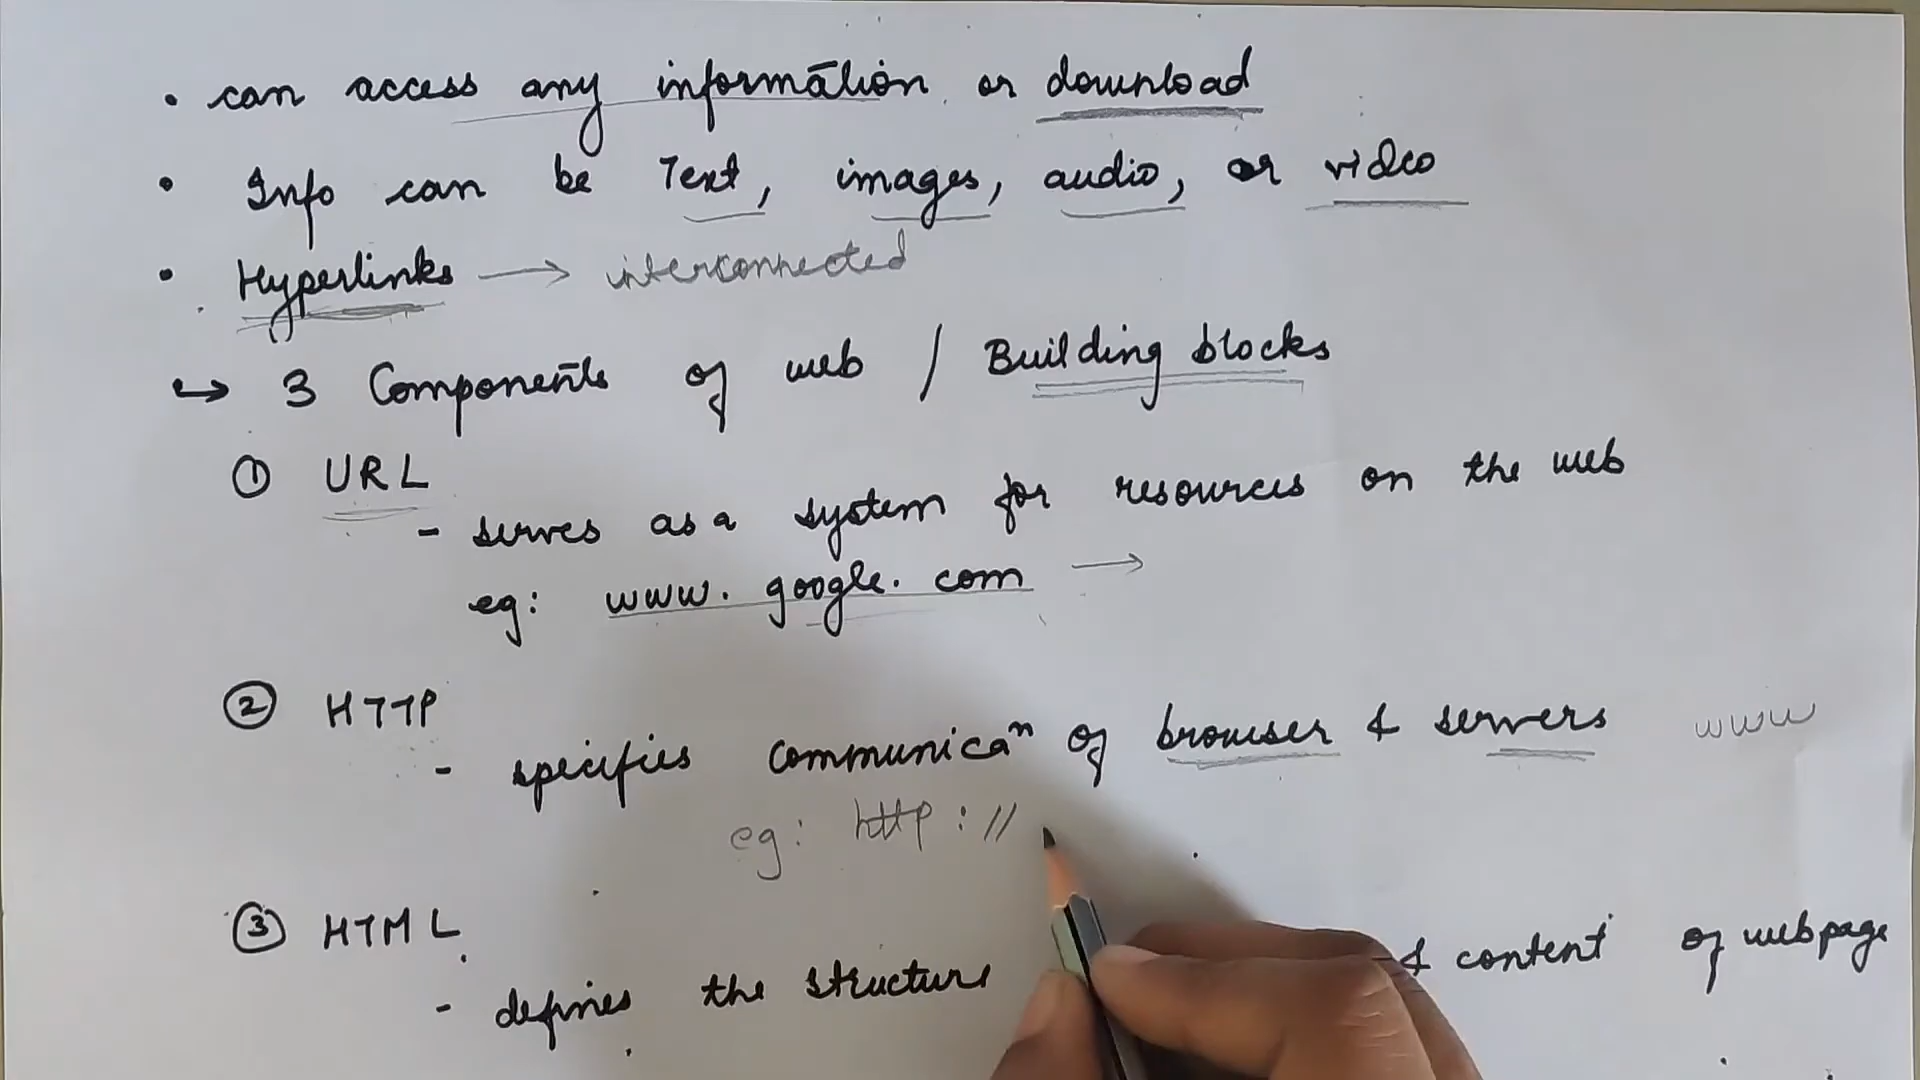 • can access any information or download
• Info can be Text, images, audio, or video
• Hyperlinks → interconnected
↪ 3 Components of web / Building blocks
① URL
- serves as a system for resources on the web
eg: www. google. com →
② HTTP
- specifies communicaⁿ of browser & servers www
eg: http ://
③ HTML
- defines the structure & content of webpage